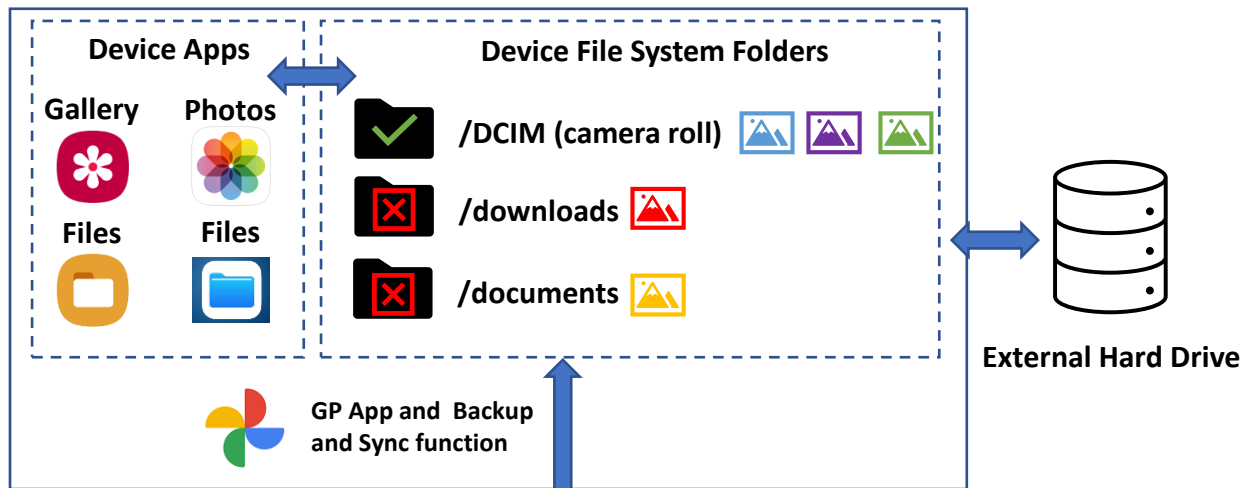 Device Apps
Device File System Folders
Gallery
Photos
/DCIM (camera roll)
/downloads
Files
Files
/documents
External Hard Drive
GP App and Backup
and Sync function